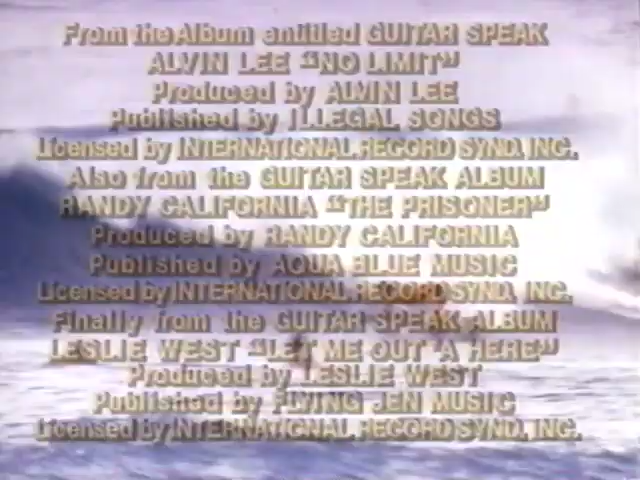 From the Album entitled GUITAR SPEAK
ALVIN LEE "NO LIMIT"
Produced by ALVIN LEE
Published by ILLEGAL SONGS
Licensed by INTERNATIONAL RECORD SYND. INC.
Also from the GUITAR SPEAK ALBUM
RANDY CALIFORNIA "THE PRISONER"
Produced by RANDY CALIFORNIA
Published by AQUA BLUE MUSIC
Licensed by INTERNATIONAL RECORD SYND. INC.
Finally from the GUITAR SPEAK ALBUM
LESLIE WEST "LET ME OUT' A HERE"
Produced by LESLIE WEST
Published by FLYING JEN MUSIC
Licensed by INTERNATIONAL RECORD SYND. INC.